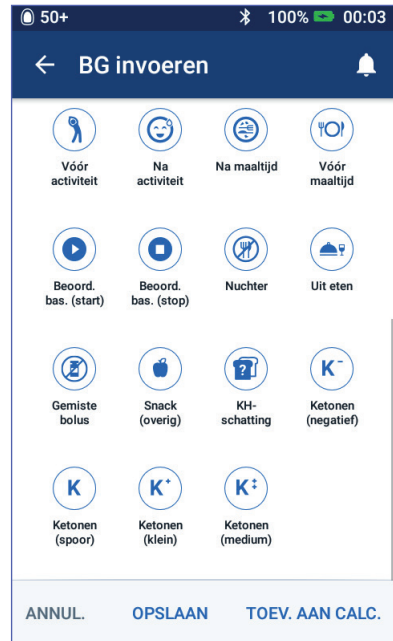 50+ 100% 00:03
BG invoeren
Vóór activiteit
Na activiteit
Na maaltijd
Vóór maaltijd
Beoord. bas. (start)
Beoord. bas. (stop)
Nuchter
Uit eten
Gemiste bolus
Snack (overig)
?
KH-schatting
K-
Ketonen (negatief)
K
Ketonen (spoor)
K+
Ketonen (klein)
K++
Ketonen (medium)
ANNUL. OPSLAAN TOEV. AAN CALC.